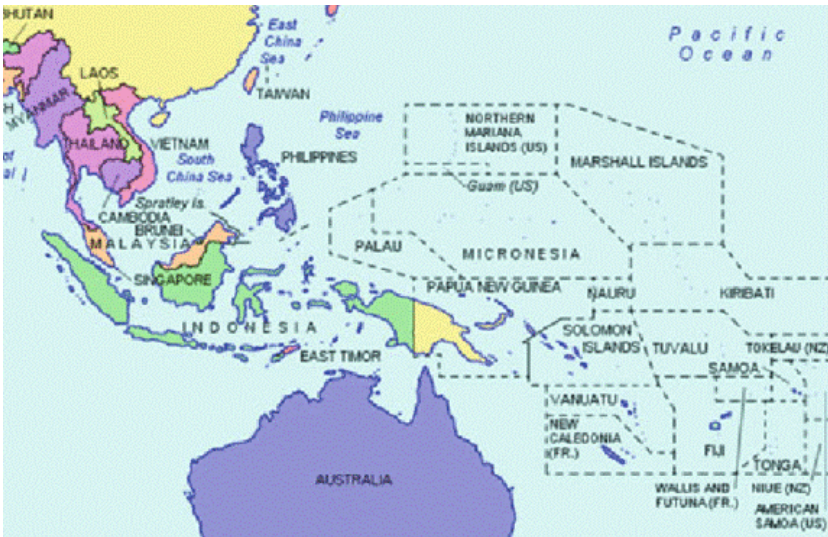 BHUTAN
East
China
Sea
Pacific
Ocean
LAOS
MYANMAR
TAIWAN
Philippine
Sea
NORTHERN
MARIANA
ISLANDS (US)
THAILAND
VIETNAM
South
China Sea
PHILIPPINES
MARSHALL ISLANDS
Guam (US)
Spratley Is.
CAMBODIA
BRUNEI
MALAYSIA
PALAU
MICRONESIA
SINGAPORE
PAPUA NEW GUINEA
NAURU
KIRIBATI
INDONESIA
SOLOMON
ISLANDS
TUVALU
TOKELAU (NZ)
EAST TIMOR
SAMOA
VANUATU
NEW
CALEDONIA
(FR.)
FIJI
TONGA
AUSTRALIA
WALLIS AND
FUTUNA (FR.)
NIUE (NZ)
AMERICAN
SAMOA (US)